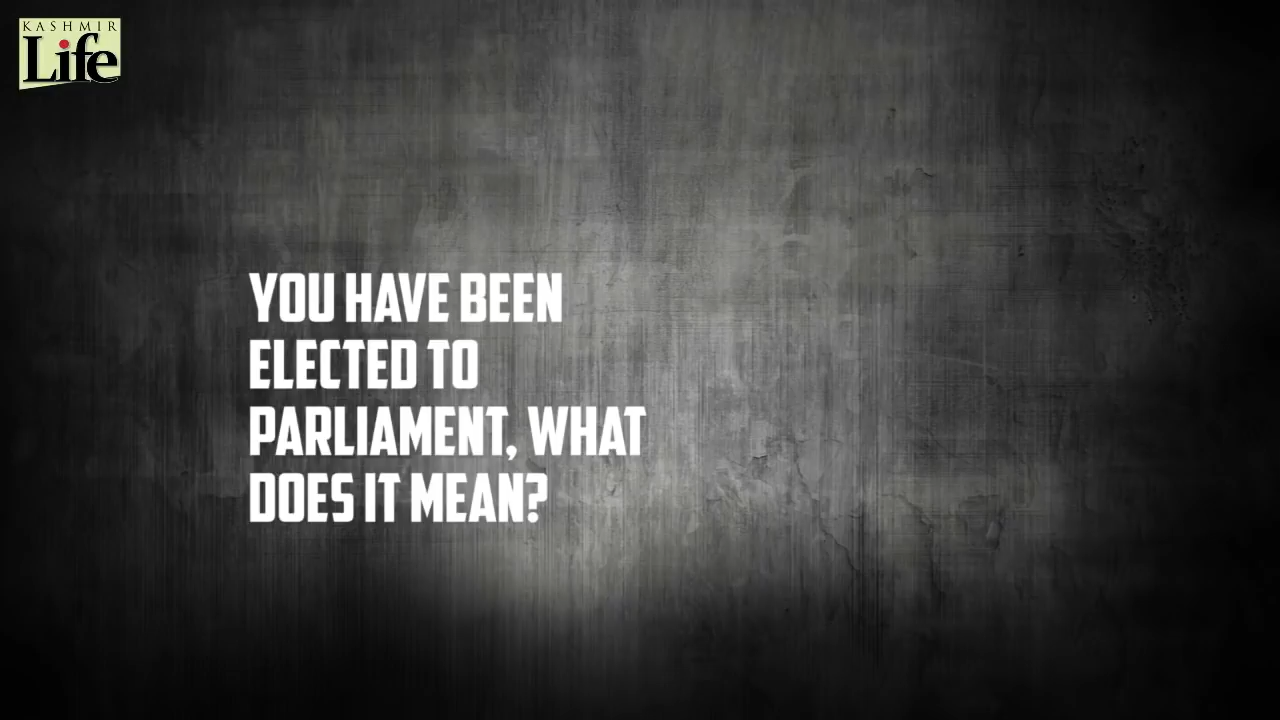 KASHMIR
Life
YOU HAVE BEEN
ELECTED TO
PARLIAMENT, WHAT
DOES IT MEAN?